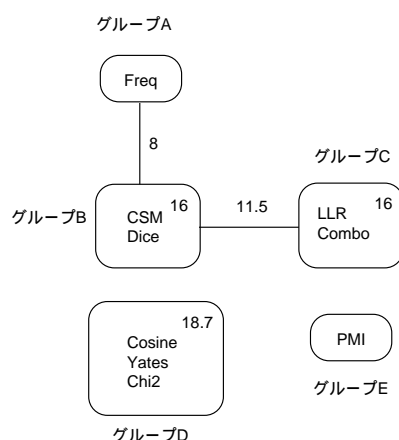 グループA
Freq
8
グループC
グループB
CSM 16
Dice
11.5
LLR 16
Combo
18.7
Cosine
Yates
Chi2
PMI
グループE
グループD